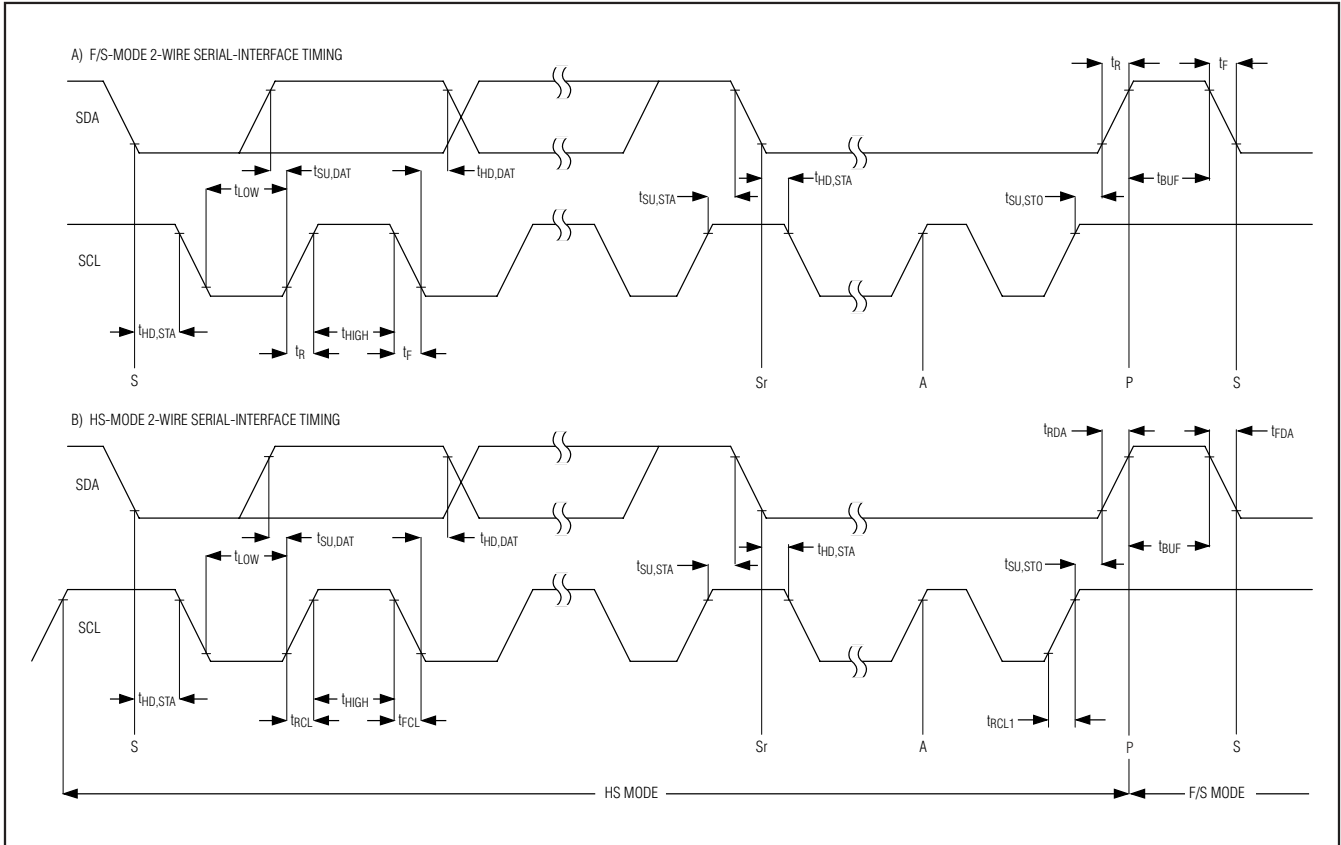 A) F/S-MODE 2-WIRE SERIAL-INTERFACE TIMING
tR
tF
SDA
tSU,DAT
tHD,DAT
tLOW
tHD,STA
tSU,STA
tSU,STO
tBUF
SCL
tHD,STA
tR
tHIGH
tF
S
Sr
A
P
S
B) HS-MODE 2-WIRE SERIAL-INTERFACE TIMING
tRDA
tFDA
SDA
tSU,DAT
tHD,DAT
tLOW
tHD,STA
tSU,STA
tSU,STO
tBUF
SCL
tHD,STA
tRCL
tHIGH
tFCL
tRCL1
S
Sr
A
P
S
HS MODE
F/S MODE